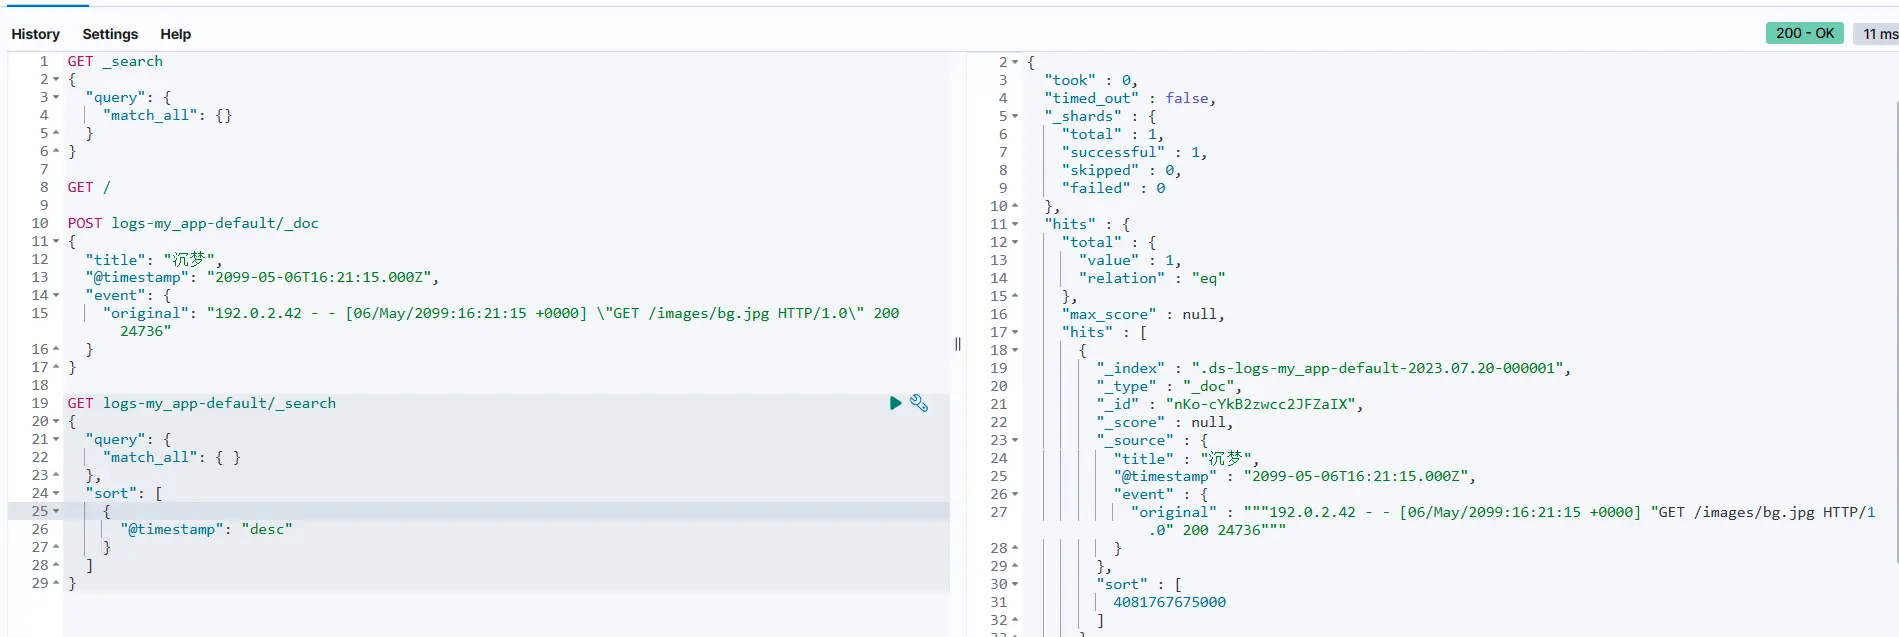 History Settings Help
200 - OK 11 ms
1 GET _search
2 {
3 "query": {
4 "match_all": {}
5 }
6 }
7
8 GET /
9
10 POST logs-my_app-default/_doc
11 {
12 "title": "沉梦",
13 "@timestamp": "2099-05-06T16:21:15.000Z",
14 "event": {
15 "original": "192.0.2.42 - - [06/May/2099:16:21:15 +0000] \"GET /images/bg.jpg HTTP/1.0\" 200
24736"
16 }
17 }
18
19 GET logs-my_app-default/_search
20 {
21 "query": {
22 "match_all": { }
23 },
24 "sort": [
25 {
26 "@timestamp": "desc"
27 }
28 ]
29 }
2 {
3 "took" : 0,
4 "timed_out" : false,
5 "_shards" : {
6 "total" : 1,
7 "successful" : 1,
8 "skipped" : 0,
9 "failed" : 0
10 },
11 "hits" : {
12 "total" : {
13 "value" : 1,
14 "relation" : "eq"
15 },
16 "max_score" : null,
17 "hits" : [
18 {
19 "_index" : ".ds-logs-my_app-default-2023.07.20-000001",
20 "_type" : "_doc",
21 "_id" : "nKo-cYkB2zwcc2JFZaIX",
22 "_score" : null,
23 "_source" : {
24 "title" : "沉梦",
25 "@timestamp" : "2099-05-06T16:21:15.000Z",
26 "event" : {
27 "original" : """192.0.2.42 - - [06/May/2099:16:21:15 +0000] "GET /images/bg.jpg HTTP/1
.0" 200 24736"""
28 }
29 },
30 "sort" : [
31 4081767675000
32 ]